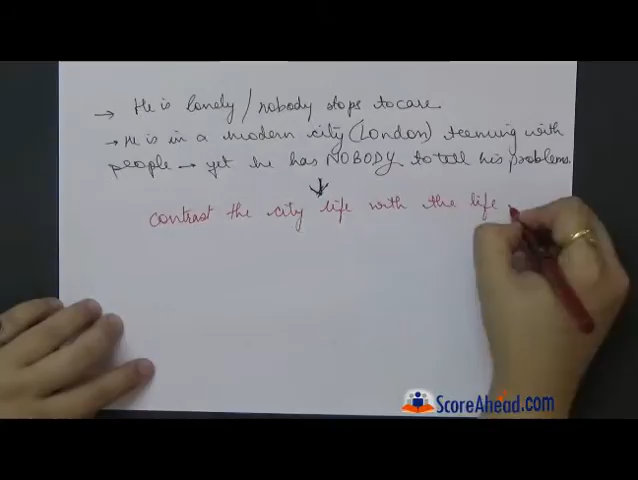 → He is lonely / nobody stops to care.
→ He is in a modern city (London) teeming with
people → yet he has NOBODY to tell his problems.
contrast the city life with the life
ScoreAhead.com